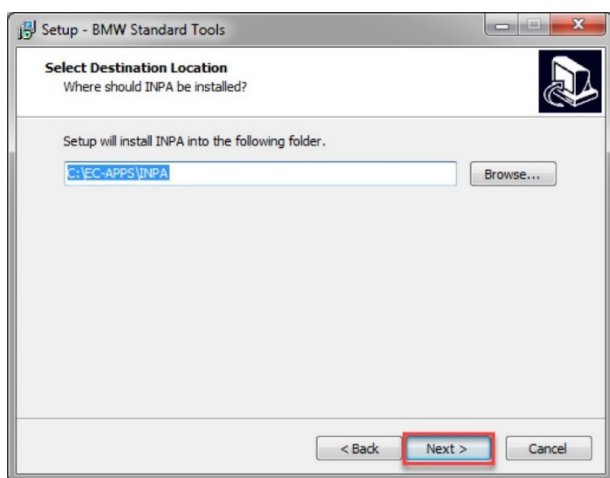 Setup - BMW Standard Tools
Select Destination Location
Where should INPA be installed?
Setup will install INPA into the following folder.
C:\EC-APPS\INPA
Browse...
< Back
Next >
Cancel